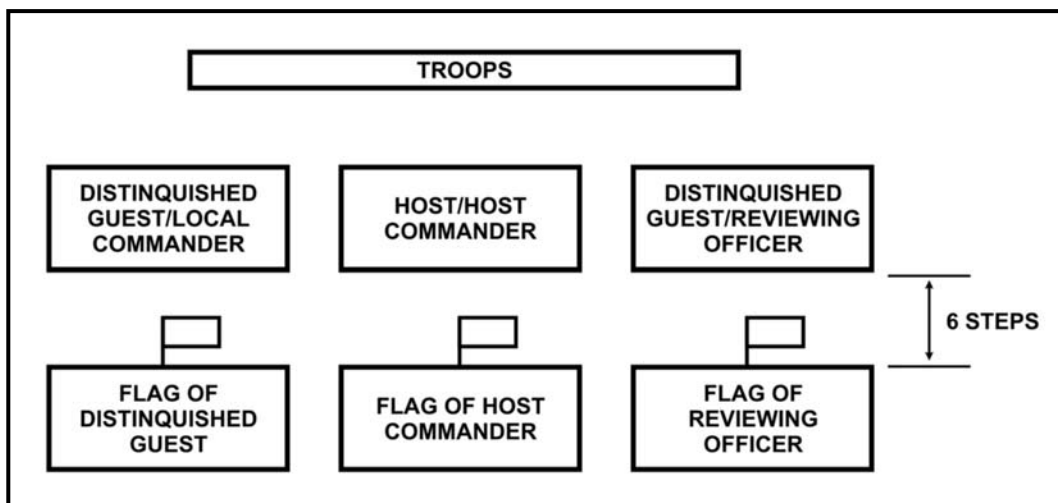 TROOPS
DISTINQUISHED
GUEST/LOCAL
COMMANDER
HOST/HOST
COMMANDER
DISTINQUISHED
GUEST/REVIEWING
OFFICER
6 STEPS
FLAG OF
DISTINQUISHED
GUEST
FLAG OF HOST
COMMANDER
FLAG OF
REVIEWING
OFFICER